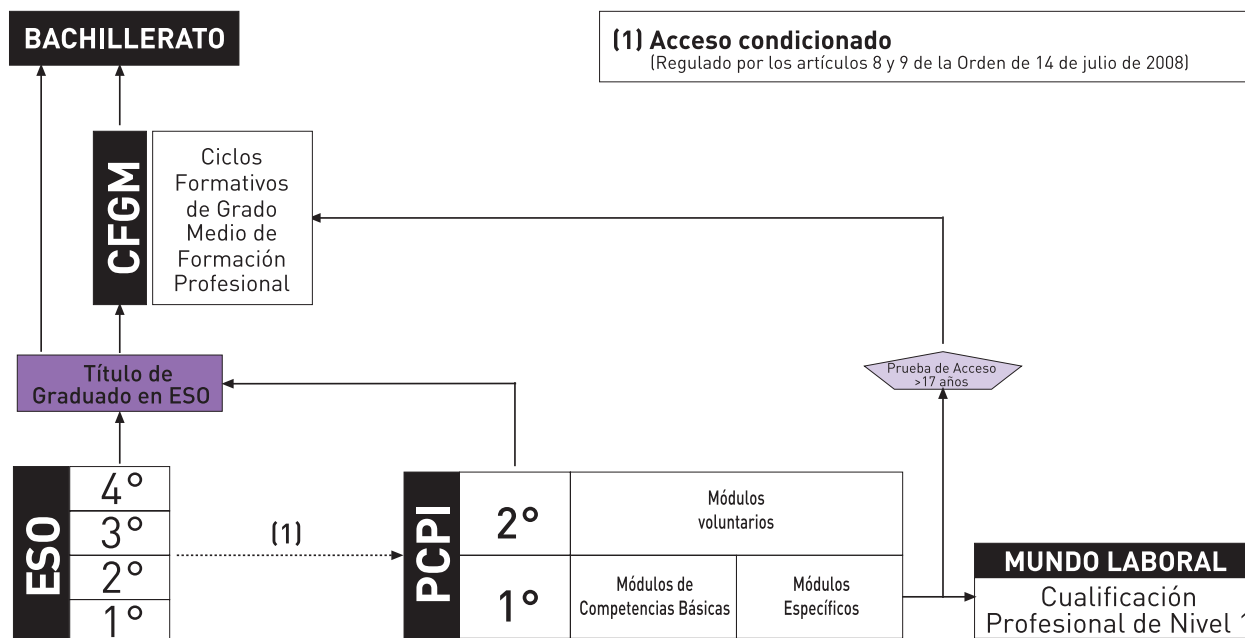 BACHILLERATO
(1) Acceso condicionado
(Regulado por los artículos 8 y 9 de la Orden de 14 de julio de 2008)
CFGM
Ciclos
Formativos
de Grado
Medio de
Formación
Profesional
Título de
Graduado en ESO
Prueba de Acceso
>17 años
ESO
4°
3°
2°
1°
(1)
PCPI
2°
Módulos
voluntarios
1°
Módulos de
Competencias Básicas
Módulos
Específicos
MUNDO LABORAL
Cualificación
Profesional de Nivel 1